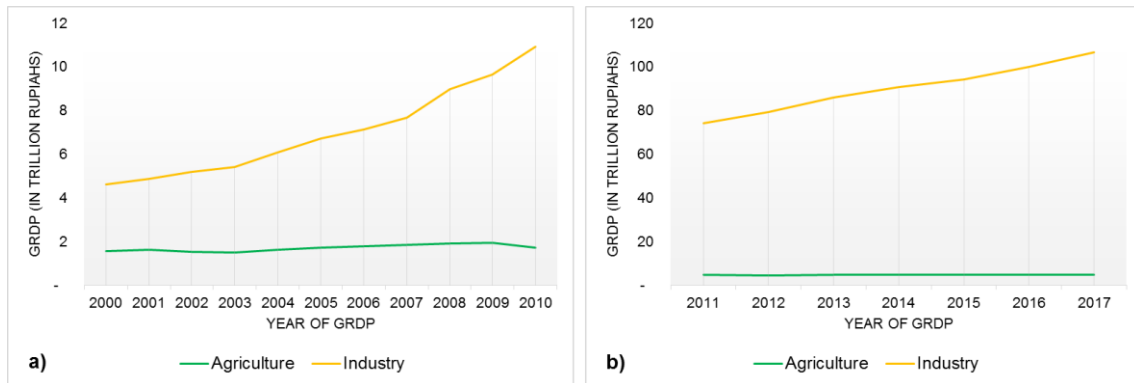 GRDP (IN TRILLION RUPIAHS)
12
10
8
6
4
2
-
2000 2001 2002 2003 2004 2005 2006 2007 2008 2009 2010
YEAR OF GRDP
a)
Agriculture Industry
GRDP (IN TRILLION RUPIAHS)
120
100
80
60
40
20
-
2011 2012 2013 2014 2015 2016 2017
YEAR OF GRDP
b)
Agriculture Industry